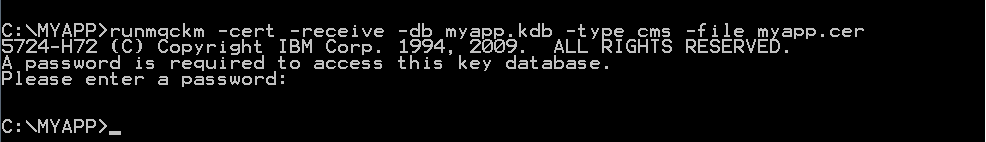 C:\MYAPP>runmqckm -cert -receive -db myapp.kdb -type cms -file myapp.cer
5724-H72 (C) Copyright IBM Corp. 1994, 2009.  ALL RIGHTS RESERVED.
A password is required to access this key database.
Please enter a password:
C:\MYAPP>_